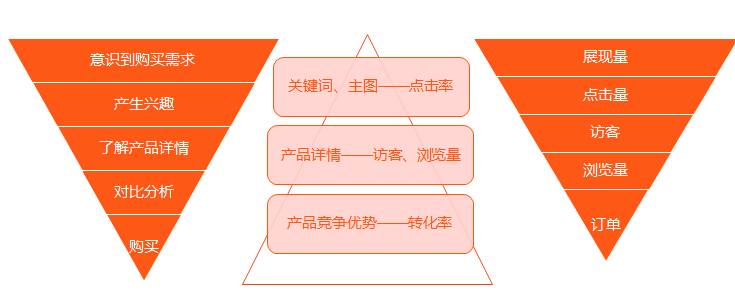 意识到购买需求
产生兴趣
了解产品详情
对比分析
购买
关键词、主图——点击率
产品详情——访客、浏览量
产品竞争优势——转化率
展现量
点击量
访客
浏览量
订单